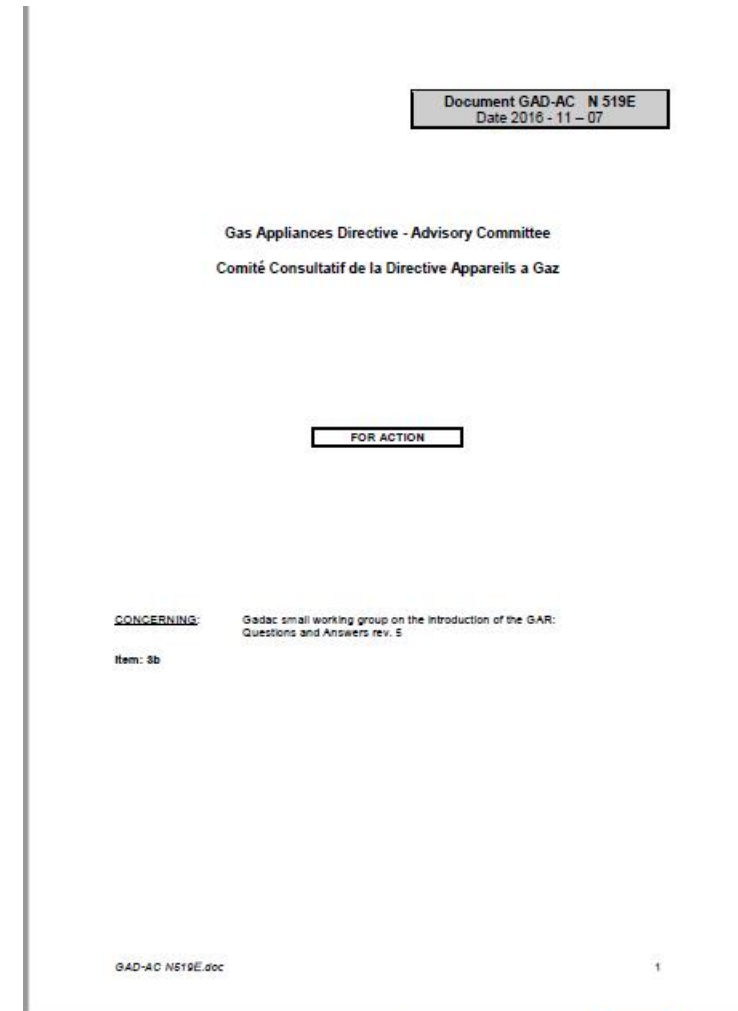 Document GAD-AC N 519E
Date 2016 - 11 – 07
Gas Appliances Directive - Advisory Committee
Comité Consultatif de la Directive Appareils a Gaz
FOR ACTION
CONCERNING: Gadac small working group on the introduction of the GAR:
Questions and Answers rev. 5
Item: 8b
GAD-AC N519E.doc 1